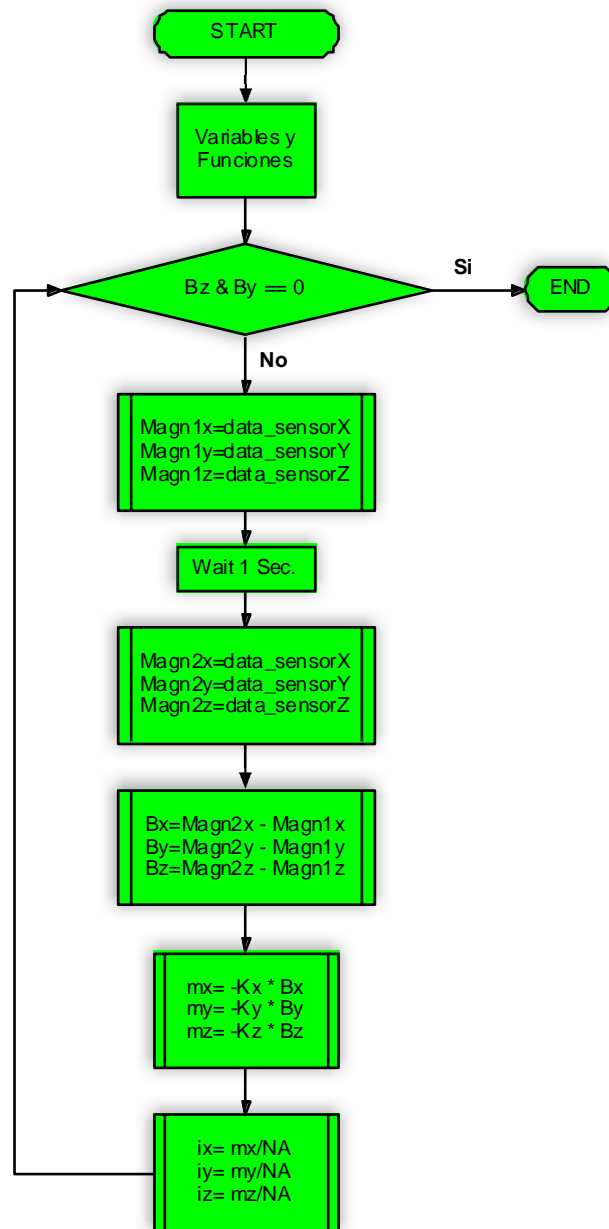 START
Variables y
Funciones
Bz & By == 0
Si
END
No
Magn1x=data_sensorX
Magn1y=data_sensorY
Magn1z=data_sensorZ
Wait 1 Sec.
Magn2x=data_sensorX
Magn2y=data_sensorY
Magn2z=data_sensorZ
Bx=Magn2x - Magn1x
By=Magn2y - Magn1y
Bz=Magn2z - Magn1z
mx= -Kx * Bx
my= -Ky * By
mz= -Kz * Bz
ix= mx/NA
iy= my/NA
iz= mz/NA